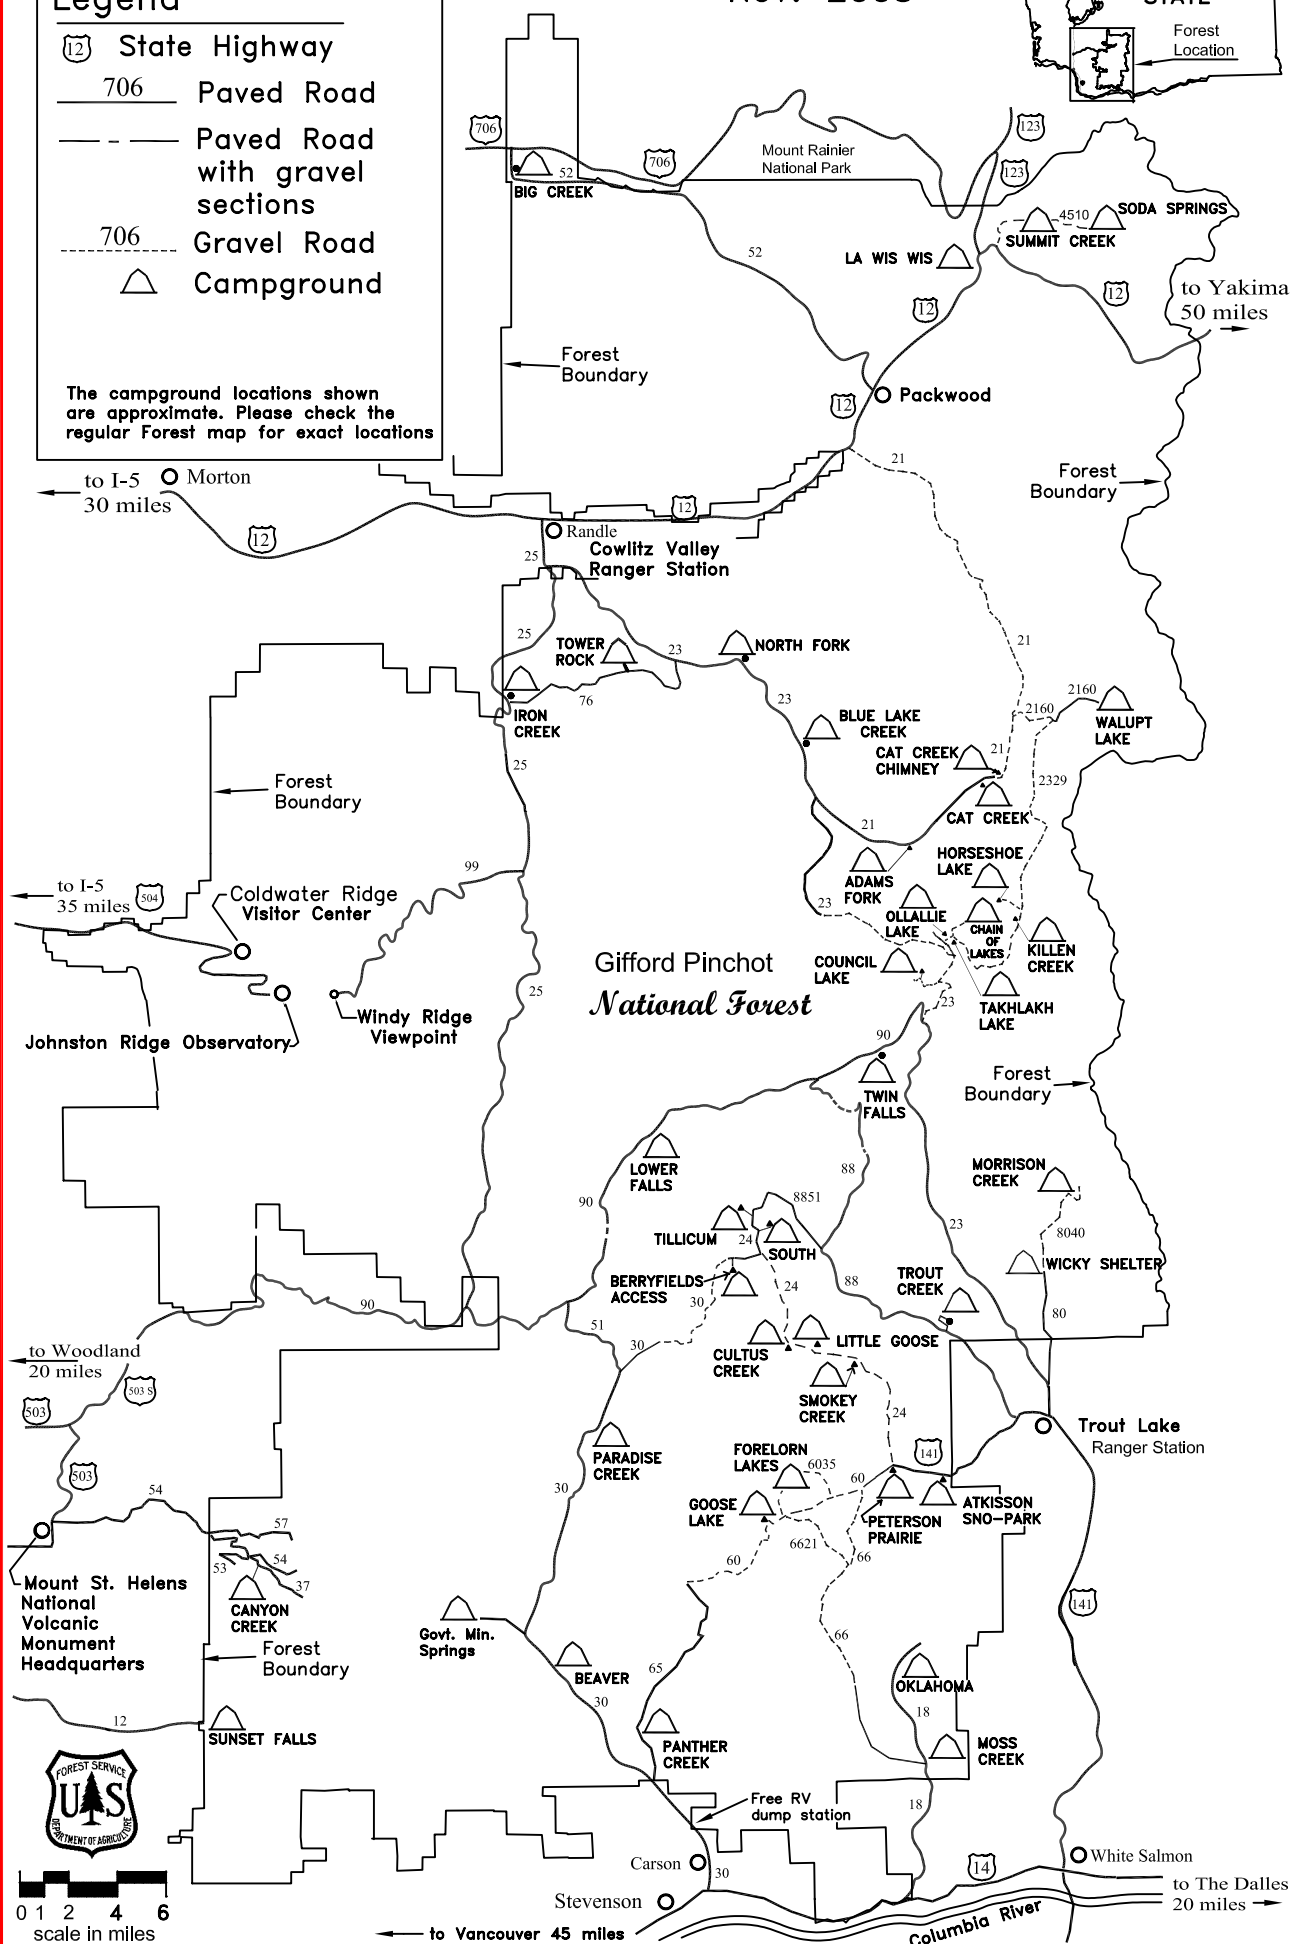 Legend
12 State Highway
706 Paved Road
Paved Road
with gravel
sections
706 Gravel Road
Campground
The campground locations shown
are approximate. Please check the
regular Forest map for exact locations
STATE
Forest
Location
706
706
52
BIG CREEK
Mount Rainier
National Park
123
123
4510
SODA SPRINGS
SUMMIT CREEK
LA WIS WIS
52
12
12
to Yakima
50 miles
Forest
Boundary
Packwood
12
to I-5
30 miles
Morton
12
12
21
Forest
Boundary
Randle
Cowlitz Valley
Ranger Station
25
25
TOWER
ROCK
23
NORTH FORK
21
76
IRON
CREEK
23
BLUE LAKE
CREEK
2160
2160
WALUPT
LAKE
CAT CREEK
CHIMNEY
21
2329
25
Forest
Boundary
CAT CREEK
21
99
HORSESHOE
LAKE
ADAMS
FORK
to I-5
35 miles
504
Coldwater Ridge
Visitor Center
23
OLLALLIE
LAKE
CHAIN
OF
LAKES
KILLEN
CREEK
COUNCIL
LAKE
Gifford Pinchot
National Forest
25
23
TAKHLAKH
LAKE
Windy Ridge
Viewpoint
Johnston Ridge Observatory
90
Forest
Boundary
TWIN
FALLS
LOWER
FALLS
88
MORRISON
CREEK
90
8851
23
8040
TILLICUM
24
SOUTH
WICKY SHELTER
BERRYFIELDS
ACCESS
24
88
TROUT
CREEK
30
90
51
80
30
CULTUS
CREEK
LITTLE GOOSE
to Woodland
20 miles
503 S
503
SMOKEY
CREEK
24
Trout Lake
Ranger Station
PARADISE
CREEK
FORELORN
LAKES
6035
141
60
503
54
30
GOOSE
LAKE
PETERSON
PRAIRIE
ATKISSON
SNO-PARK
57
6621
66
60
53
54
37
Mount St. Helens
National
Volcanic
Monument
Headquarters
CANYON
CREEK
Govt. Min.
Springs
141
Forest
Boundary
66
BEAVER
65
OKLAHOMA
30
12
SUNSET FALLS
18
PANTHER
CREEK
MOSS
CREEK
FOREST SERVICE
US
DEPARTMENT OF AGRICULTURE
Free RV
dump station
18
Carson
30
White Salmon
14
to The Dalles
20 miles
Stevenson
0 1 2 4 6
scale in miles
to Vancouver 45 miles
Columbia River